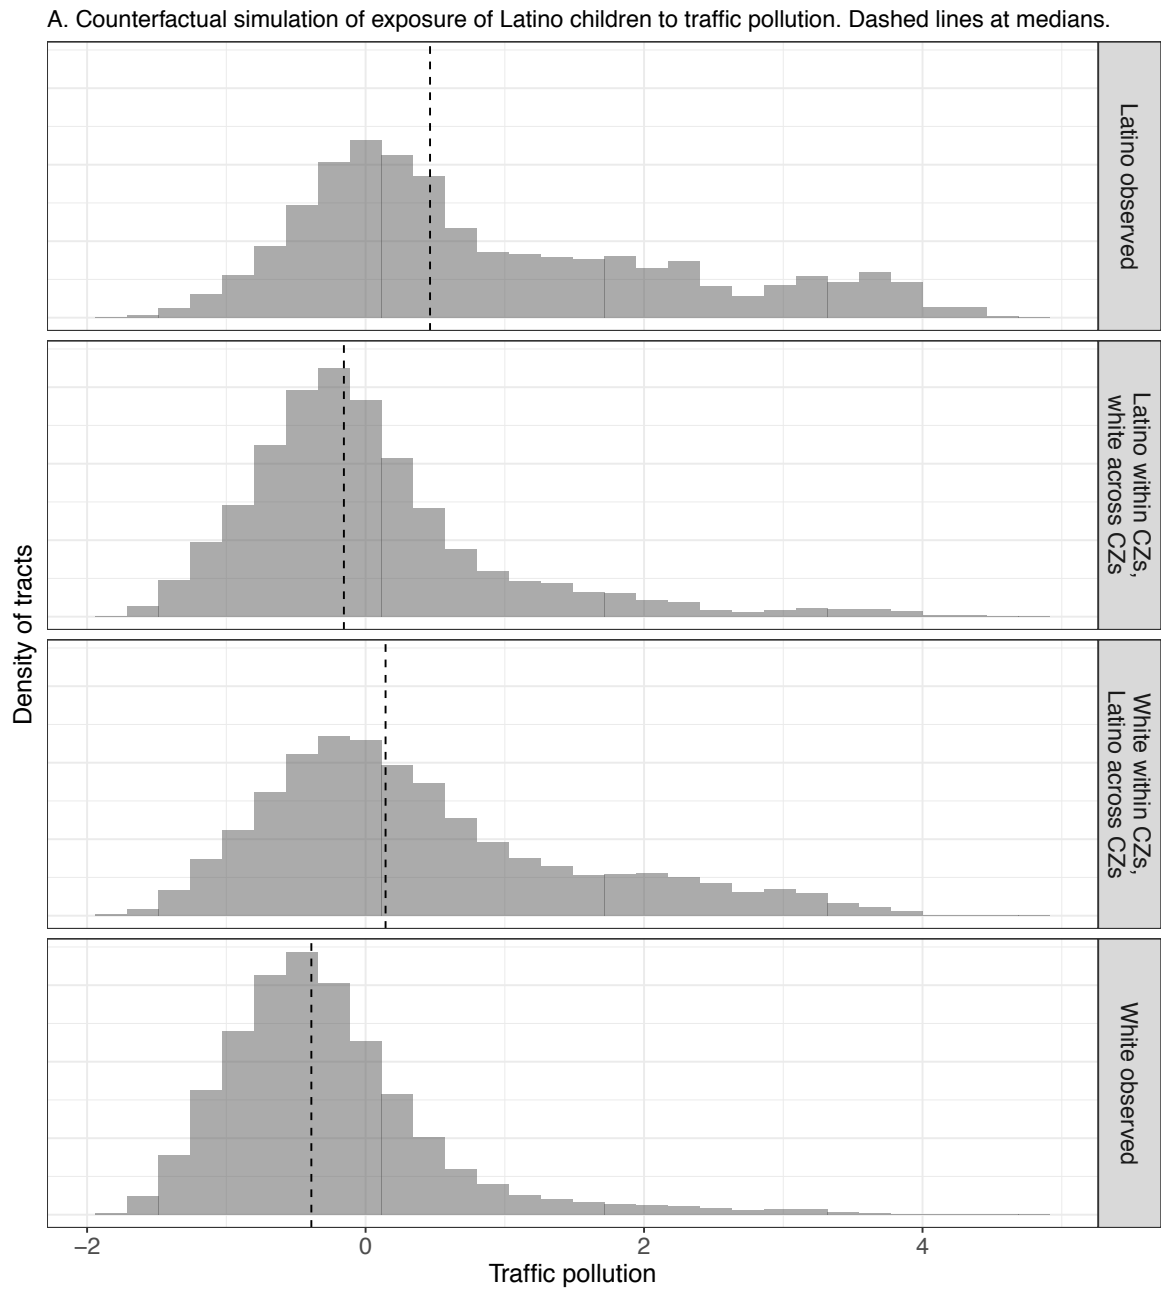 A. Counterfactual simulation of exposure of Latino children to traffic pollution. Dashed lines at medians.
Latino observed
Latino within CZs,
white across CZs
White within CZs,
Latino across CZs
White observed
Density of tracts
−2
0
2
4
Traffic pollution